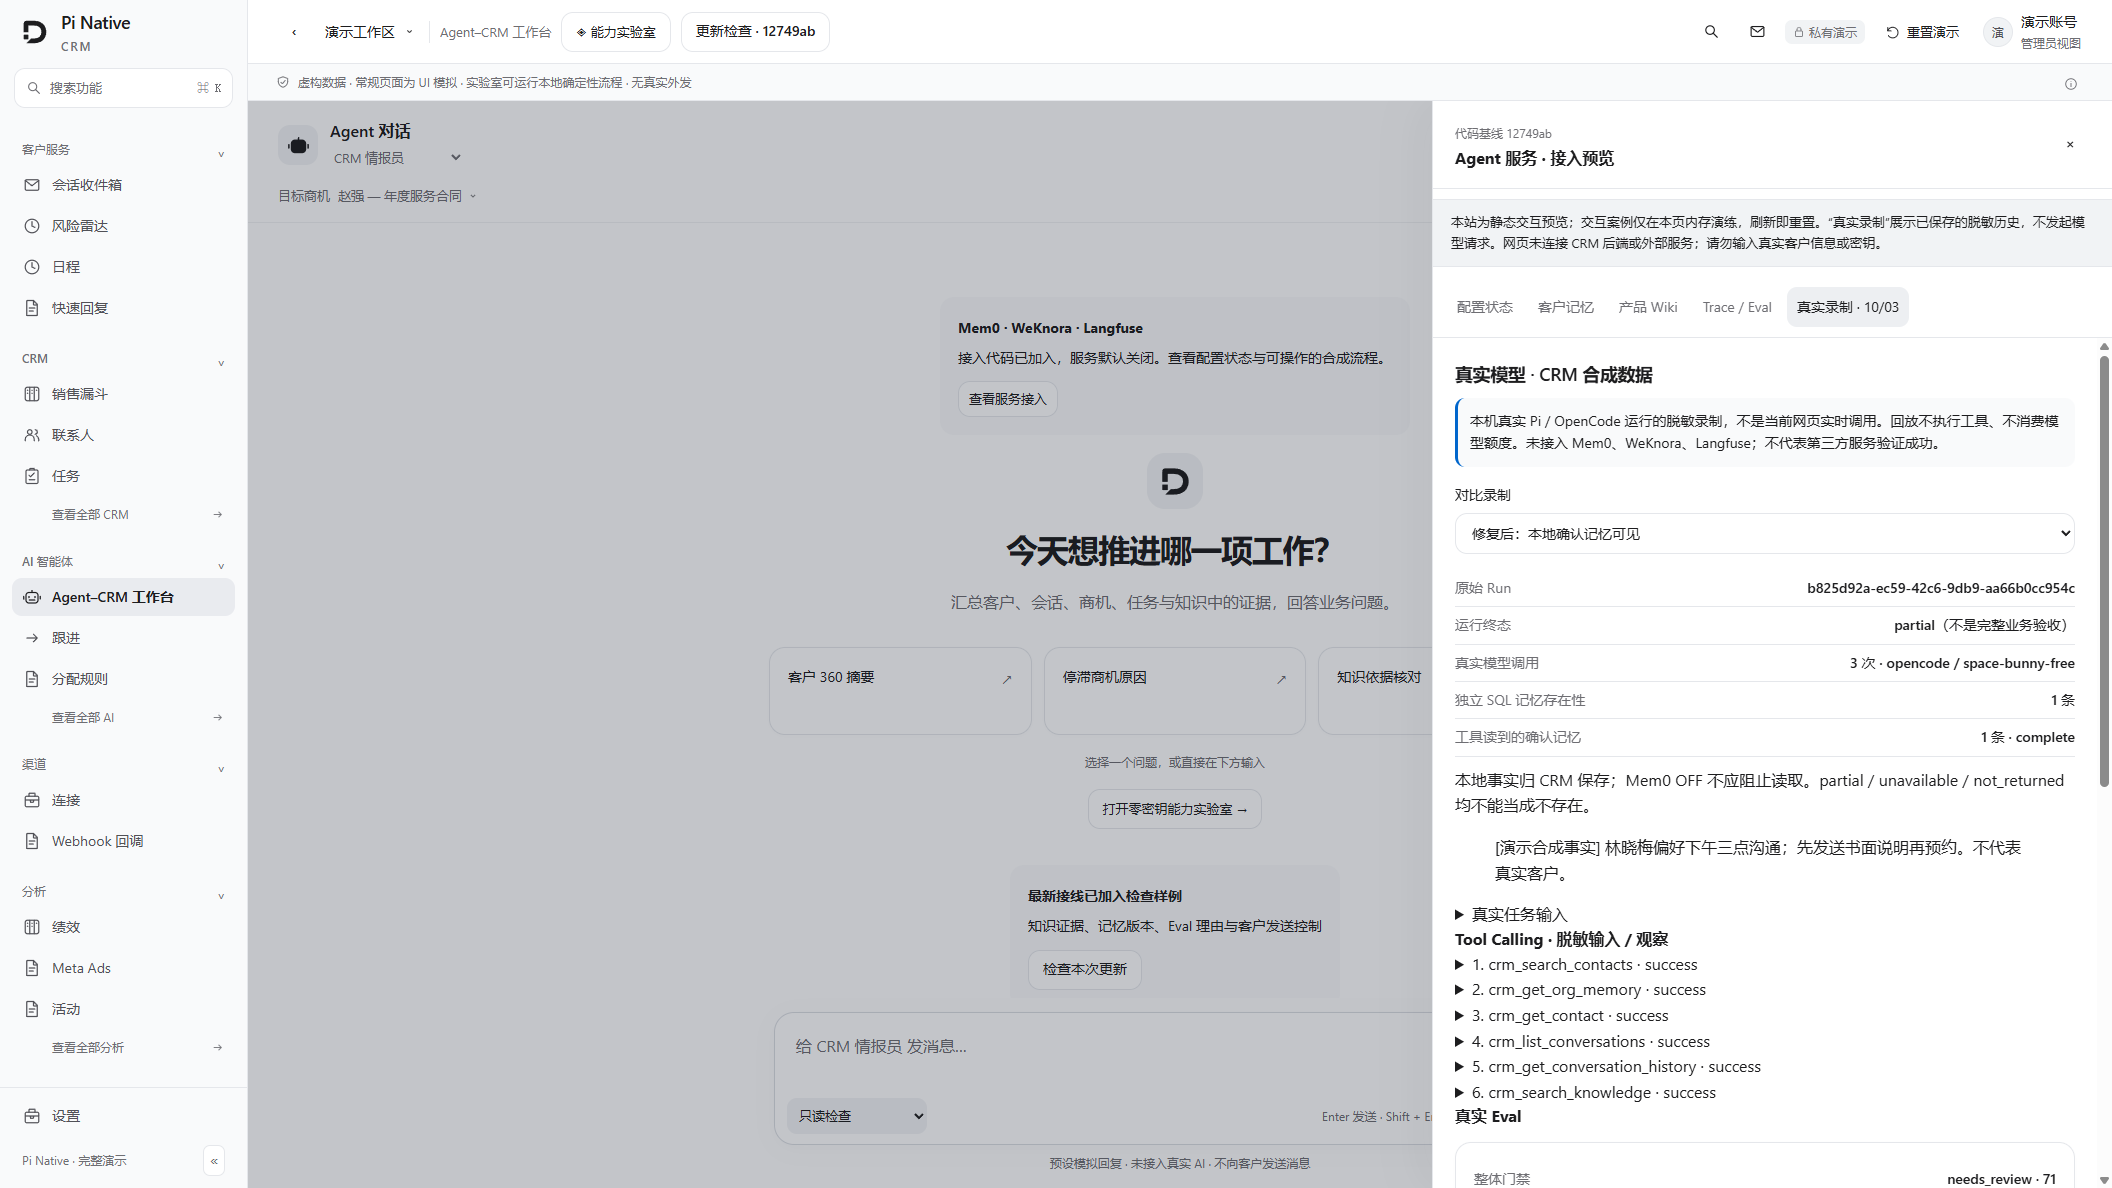 Pi Native
CRM
搜索功能
⌘ K
客户服务
会话收件箱
风险雷达
日程
快速回复
CRM
销售漏斗
联系人
任务
查看全部 CRM
AI 智能体
Agent–CRM 工作台
跟进
分配规则
查看全部 AI
渠道
连接
Webhook 回调
分析
绩效
Meta Ads
活动
查看全部分析
设置
Pi Native · 完整演示
演示工作区
Agent–CRM 工作台
能力实验室
更新检查 · 12749ab
私有演示
重置演示
演
演示账号
管理员视图
虚构数据 · 常规页面为 UI 模拟 · 实验室可运行本地确定性流程 · 无真实外发
Agent 对话
CRM 情报员
目标商机 赵强 — 年度服务合同
Mem0 · WeKnora · Langfuse
接入代码已加入，服务默认关闭。查看配置状态与可操作的合成流程。
查看服务接入
今天想推进哪一项工作？
汇总客户、会话、商机、任务与知识中的证据，回答业务问题。
客户 360 摘要
停滞商机原因
知识依据核对
选择一个问题，或直接在下方输入
打开零密钥能力实验室 →
最新接线已加入检查样例
知识证据、记忆版本、Eval 理由与客户发送控制
检查本次更新
给 CRM 情报员 发消息...
只读检查
Enter 发送 · Shift + E
预设模拟回复 · 未接入真实 AI · 不向客户发送消息
代码基线 12749ab
Agent 服务 · 接入预览
本站为静态交互预览；交互案例仅在本页内存演练，刷新即重置。“真实录制”展示已保存的脱敏历史，不发起模
型请求。网页未连接 CRM 后端或外部服务；请勿输入真实客户信息或密钥。
配置状态
客户记忆
产品 Wiki
Trace / Eval
真实录制 · 10/03
真实模型 · CRM 合成数据
本机真实 Pi / OpenCode 运行的脱敏录制，不是当前网页实时调用。回放不执行工具、不消费模
型额度。未接入 Mem0、WeKnora、Langfuse；不代表第三方服务验证成功。
对比录制
修复后：本地确认记忆可见
原始 Run
b825d92a-ec59-42c6-9db9-aa66b0cc954c
运行终态
partial（不是完整业务验收）
真实模型调用
3 次 · opencode / space-bunny-free
独立 SQL 记忆存在性
1 条
工具读到的确认记忆
1 条 · complete
本地事实归 CRM 保存；Mem0 OFF 不应阻止读取。partial / unavailable / not_returned
均不能当成不存在。
[演示合成事实] 林晓梅偏好下午三点沟通；先发送书面说明再预约。不代表
真实客户。
真实任务输入
Tool Calling · 脱敏输入 / 观察
1. crm_search_contacts · success
2. crm_get_org_memory · success
3. crm_get_contact · success
4. crm_list_conversations · success
5. crm_get_conversation_history · success
6. crm_search_knowledge · success
真实 Eval
整体门禁
needs_review · 71